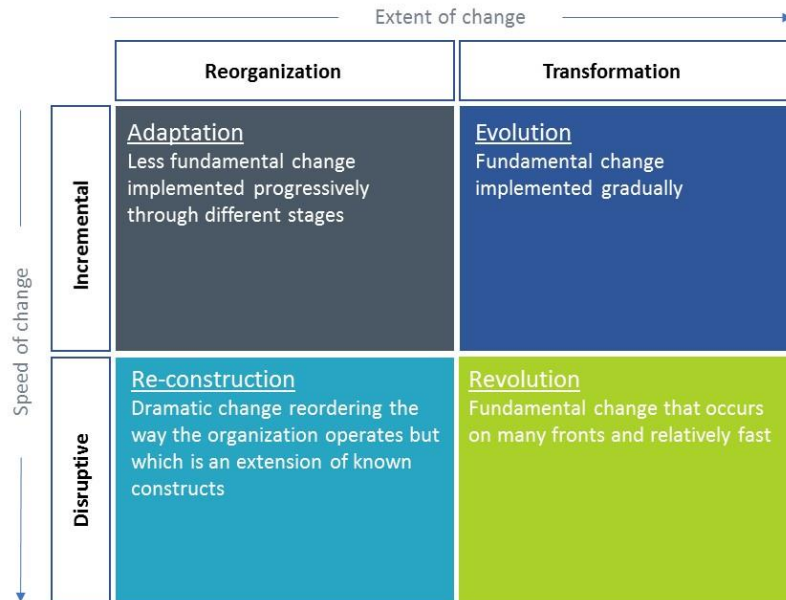 Extent of change
Reorganization
Transformation
Speed of change
Incremental
Adaptation
Less fundamental change
implemented progressively
through different stages
Evolution
Fundamental change
implemented gradually
Disruptive
Re-construction
Dramatic change reordering the
way the organization operates but
which is an extension of known
constructs
Revolution
Fundamental change that occurs
on many fronts and relatively fast